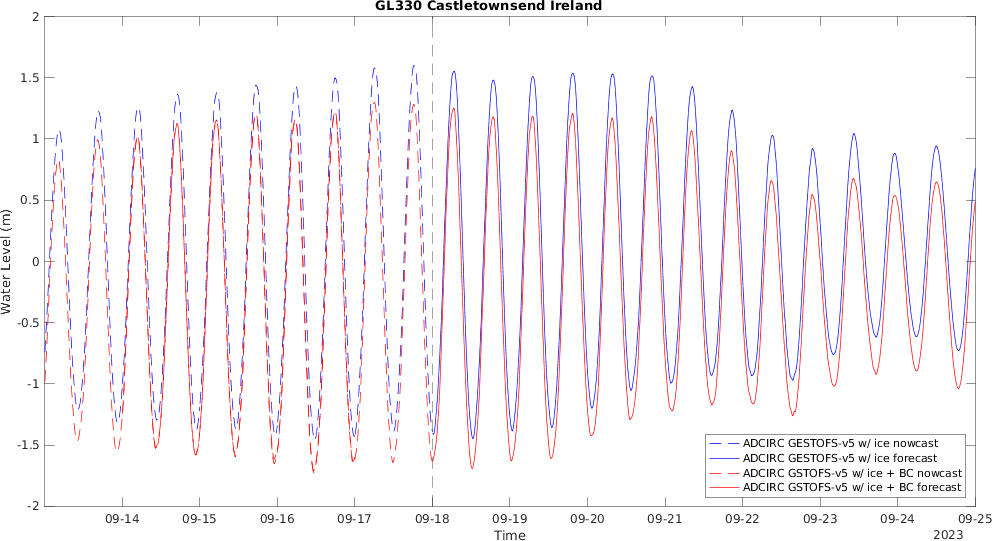 GL330 Castletownsend Ireland
2
1.5
1
0.5
0
-0.5
-1
-1.5
-2
Water Level (m)
ADCIRC GESTOFS-v5 w/ ice nowcast
ADCIRC GESTOFS-v5 w/ ice forecast
ADCIRC GSTOFS-v5 w/ ice + BC nowcast
ADCIRC GSTOFS-v5 w/ ice + BC forecast
09-14 09-15 09-16 09-17 09-18 09-19 09-20 09-21 09-22 09-23 09-24 09-25
Time
2023